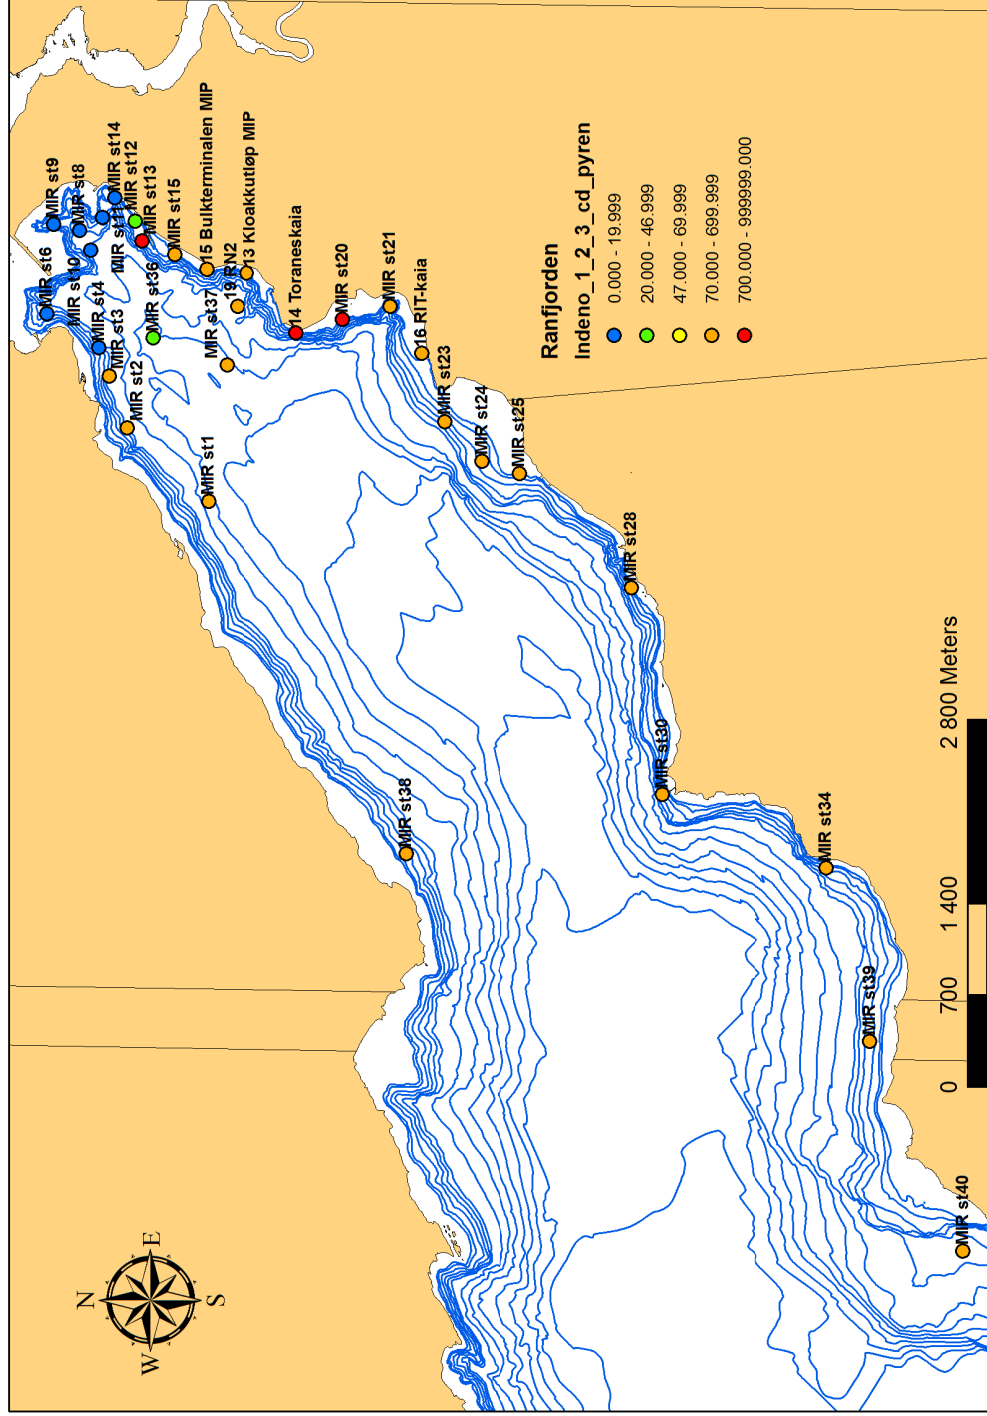 N
W
E
S
MIR st6
MIR st9
MIR st8
MIR st10
MIR st4
MIR st3
MIR st2
MIR st11
MIR st14
MIR st12
MIR st13
MIR st36
MIR st15
15 Bulkterminalen MIP
MIR st37
19 RN2
13 Kloakkutløp MIP
MIR st1
14 Toraneskaia
MIR st20
MIR st21
16 RIT-kaia
MIR st23
MIR st24
MIR st25
MIR st28
MIR st38
MIR st30
MIR st34
MIR st39
MIR st40
Ranfjorden
Indeno_1_2_3_cd_pyren
0.000 - 19.999
20.000 - 46.999
47.000 - 69.999
70.000 - 699.999
700.000 - 999999.000
0 700 1 400 2 800 Meters